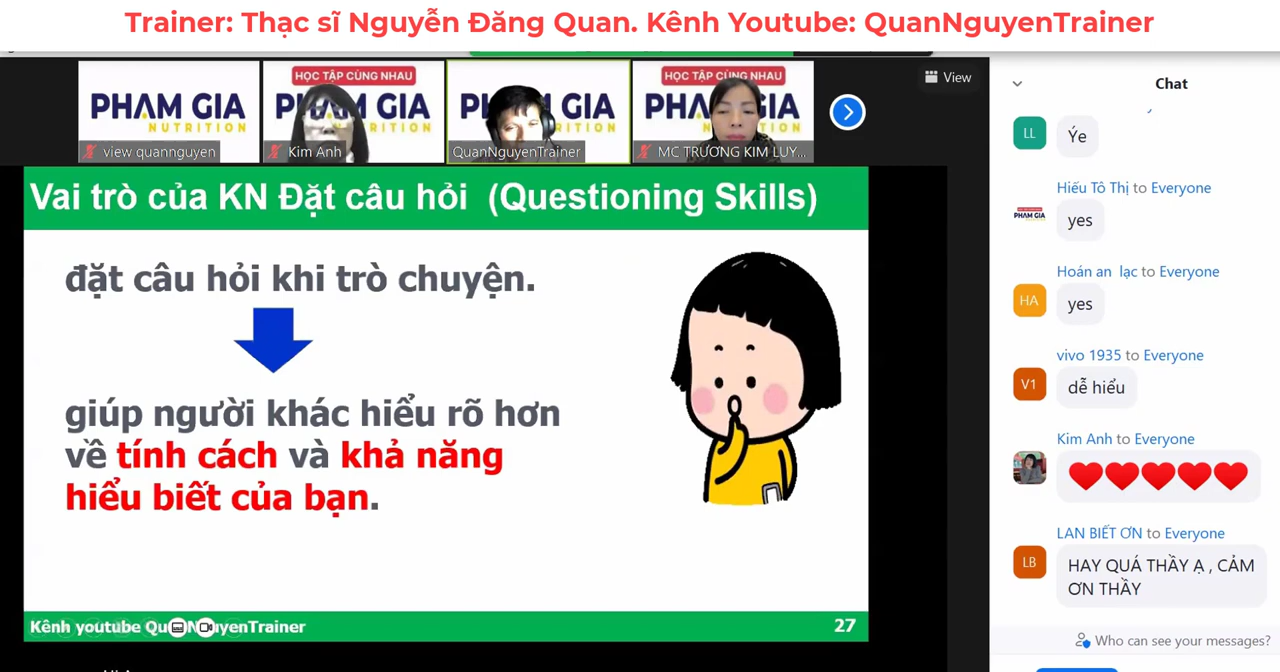 Trainer: Thạc sĩ Nguyễn Đăng Quan. Kênh Youtube: QuanNguyenTrainer
PHAM GIA
NUTRITION
view quannguyen
HỌC TẬP CÙNG NHAU
Kim Anh
QuanNguyenTrainer
HỌC TẬP CÙNG NHAU
MC TRƯƠNG KIM LUY...
View
Vai trò của KN Đặt câu hỏi (Questioning Skills)
đặt câu hỏi khi trò chuyện.
giúp người khác hiểu rõ hơn
về tính cách và khả năng
hiểu biết của bạn.
Kênh youtube
27
Chat
LL
Ýe
Hiếu Tô Thị to Everyone
PHAM GIA
yes
Hoán an lạc to Everyone
HA
yes
vivo 1935 to Everyone
V1
dễ hiểu
Kim Anh to Everyone
LAN BIẾT ƠN to Everyone
LB
HAY QUÁ THẦY Ạ , CẢM
ƠN THẦY
Who can see your messages?